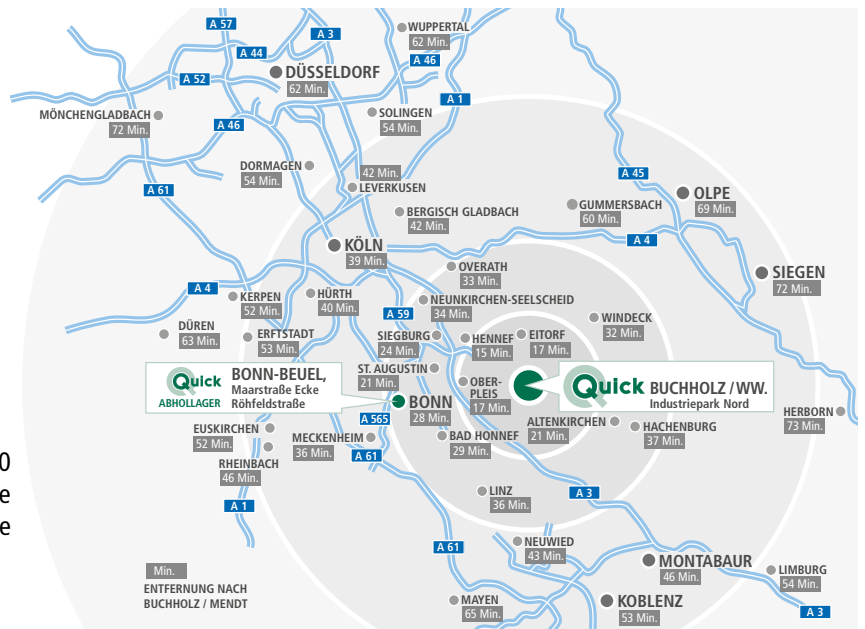 A 57
A 3
WUPPERTAL
62 Min.
A 44
A 46
DÜSSELDORF
62 Min.
A 52
A 1
MÖNCHENGLADBACH
72 Min.
SOLINGEN
54 Min.
A 46
DORMAGEN
54 Min.
42 Min.
LEVERKUSEN
A 45
A 61
OLPE
69 Min.
GUMMERSBACH
60 Min.
BERGISCH GLADBACH
42 Min.
A 4
KÖLN
39 Min.
OVERATH
33 Min.
SIEGEN
72 Min.
A 4
KERPEN
52 Min.
HÜRTH
40 Min.
NEUNKIRCHEN-SEELSCHEID
34 Min.
A 59
WINDECK
32 Min.
DÜREN
63 Min.
ERFTSTADT
53 Min.
SIEGBURG
24 Min.
HENNEF
15 Min.
EITORF
17 Min.
ST. AUGUSTIN
21 Min.
Quick
ABHOLLAGER
BONN-BEUEL,
Maarstraße Ecke
Röhfeldstraße
OBER-
PLEIS
17 Min.
Quick
BUCHHOLZ / WW.
Industriepark Nord
BONN
28 Min.
A 565
HERBORN
73 Min.
ALTENKIRCHEN
21 Min.
HACHENBURG
37 Min.
EUSKIRCHEN
52 Min.
MECKENHEIM
36 Min.
BAD HONNEF
29 Min.
A 61
RHEINBACH
46 Min.
0
e
e
LINZ
36 Min.
A 3
A 1
NEUWIED
43 Min.
A 61
MONTABAUR
46 Min.
LIMBURG
54 Min.
Min.
ENTFERNUNG NACH
BUCHHOLZ / MENDT
MAYEN
65 Min.
KOBLENZ
53 Min.
A 3